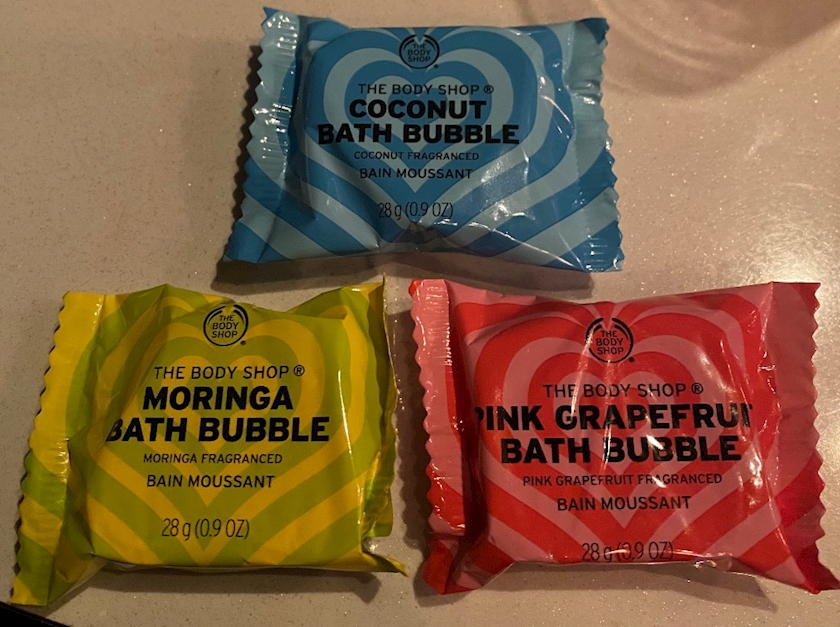 THE
BODY
SHOP
THE BODY SHOP ®
COCONUT
BATH BUBBLE
COCONUT FRAGRANCED
BAIN MOUSSANT
28 g (0.9 OZ)
THE
BODY
SHOP
THE BODY SHOP ®
MORINGA
BATH BUBBLE
MORINGA FRAGRANCED
BAIN MOUSSANT
28 g (0.9 OZ)
THE
BODY
SHOP
THE BODY SHOP ®
PINK GRAPEFRUIT
BATH BUBBLE
PINK GRAPEFRUIT FRAGRANCED
BAIN MOUSSANT
28 g (0.9 OZ)